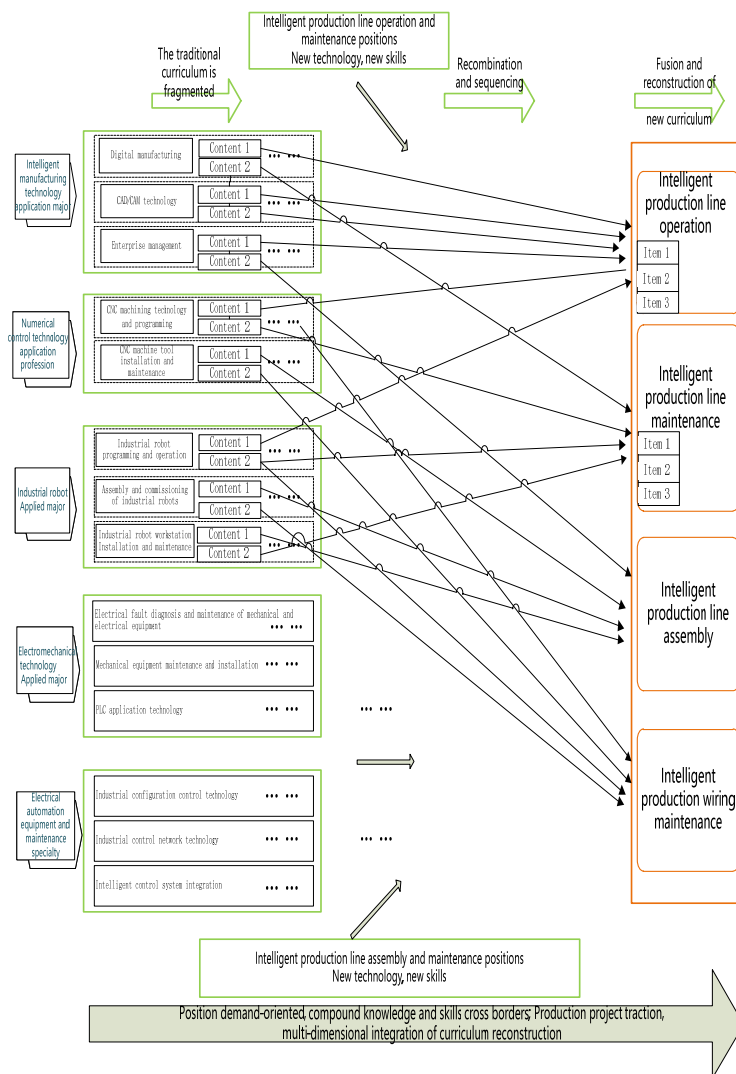 Intelligent production line operation and
maintenance positions
New technology, new skills
The traditional
curriculum is
fragmented
Recombination
and sequencing
Fusion and
reconstruction of
new curriculum
Intelligent
manufacturing
technology
application major
Digital manufacturing
Content 1
Content 2
... ...
CAD/CAM technology
Content 1
Content 2
... ...
Enterprise management
Content 1
Content 2
... ...
Numerical
control technology
application
profession
CNC machining technology
and programming
Content 1
Content 2
... ...
CNC machine tool
installation and
maintenance
Content 1
Content 2
... ...
Industrial robot
Applied major
Industrial robot
programming and operation
Content 1
Content 2
... ...
Assembly and commissioning
of industrial robots
Content 1
Content 2
... ...
Industrial robot workstation
Installation and maintenance
Content 1
Content 2
... ...
Electromechanical
technology
Applied major
Electrical fault diagnosis and maintenance of mechanical and
electrical equipment
... ...
Mechanical equipment maintenance and installation
... ...
PLC application technology
... ...
... ...
Electrical
automation
equipment and
maintenance
specialty
Industrial configuration control technology
... ...
Industrial control network technology
... ...
... ...
Intelligent control system integration
... ...
Intelligent
production line
operation
Item 1
Item 2
Item 3
Intelligent
production line
maintenance
Item 1
Item 2
Item 3
Intelligent
production line
assembly
Intelligent
production wiring
maintenance
Intelligent production line assembly and maintenance positions
New technology, new skills
Position demand-oriented, compound knowledge and skills cross borders; Production project traction,
multi-dimensional integration of curriculum reconstruction